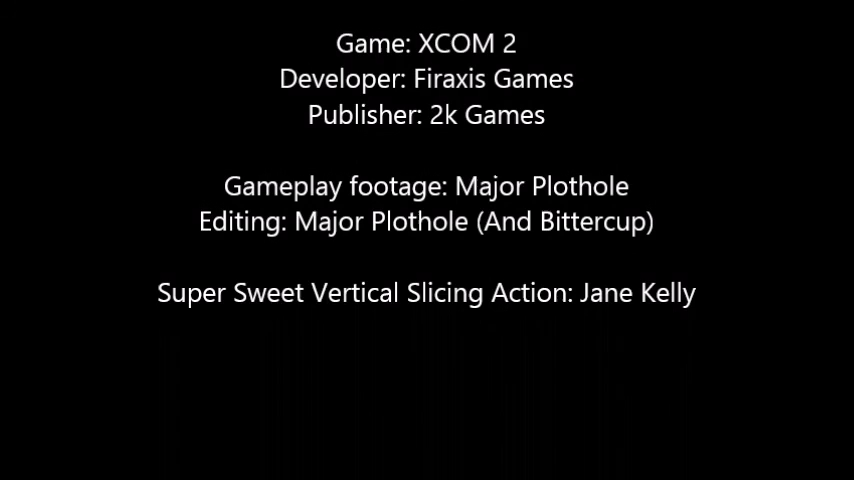 Game: XCOM 2
Developer: Firaxis Games
Publisher: 2k Games
Gameplay footage: Major Plothole
Editing: Major Plothole (And Bittercup)
Super Sweet Vertical Slicing Action: Jane Kelly